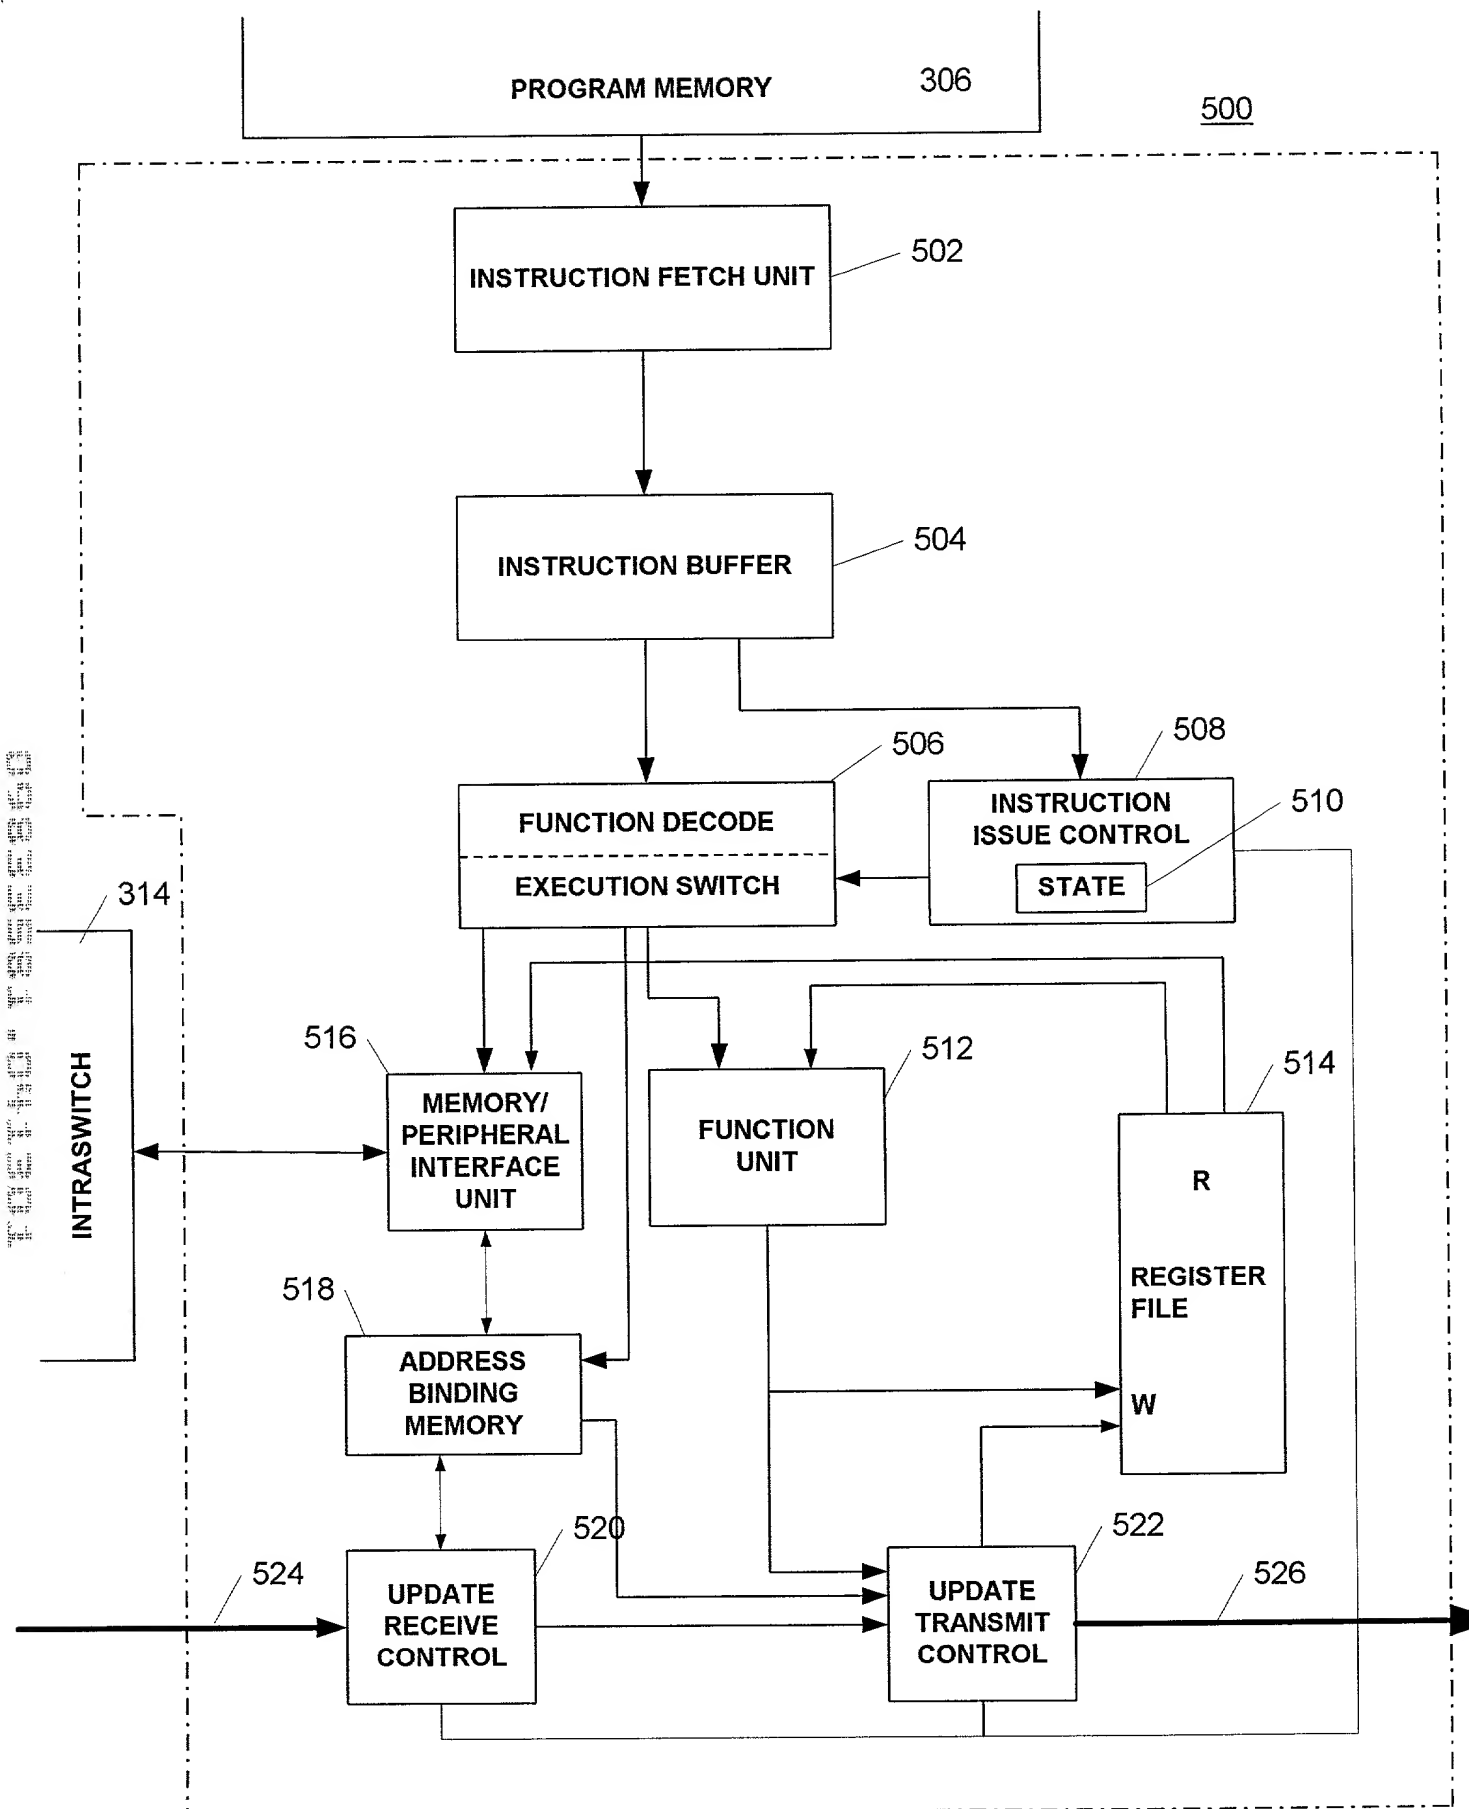 PROGRAM MEMORY 306
500
502
INSTRUCTION FETCH UNIT
504
INSTRUCTION BUFFER
506
508
FUNCTION DECODE
EXECUTION SWITCH
INSTRUCTION
ISSUE CONTROL
510
STATE
314
INTRASWITCH
516
MEMORY/
PERIPHERAL
INTERFACE
UNIT
512
FUNCTION
UNIT
514
R
REGISTER
FILE
W
518
ADDRESS
BINDING
MEMORY
520
UPDATE
RECEIVE
CONTROL
522
UPDATE
TRANSMIT
CONTROL
524
526